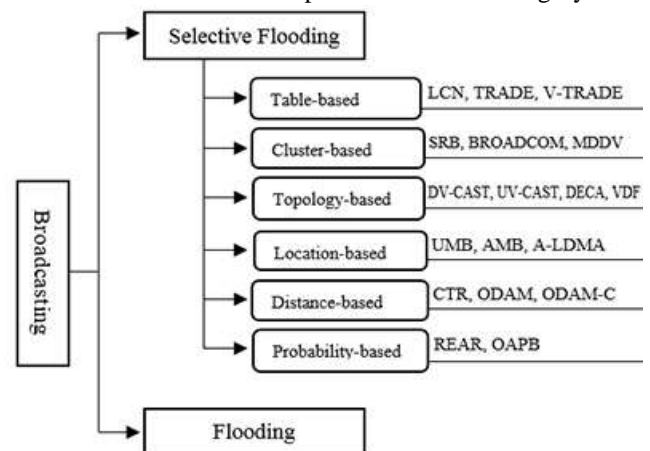 Selective Flooding
Table-based LCN, TRADE, V-TRADE
Cluster-based SRB, BROADCOM, MDDV
Topology-based DV-CAST, UV-CAST, DECA, VDF
Location-based UMB, AMB, A-LDMA
Distance-based CTR, ODAM, ODAM-C
Probability-based REAR, OAPB
Broadcasting
Flooding